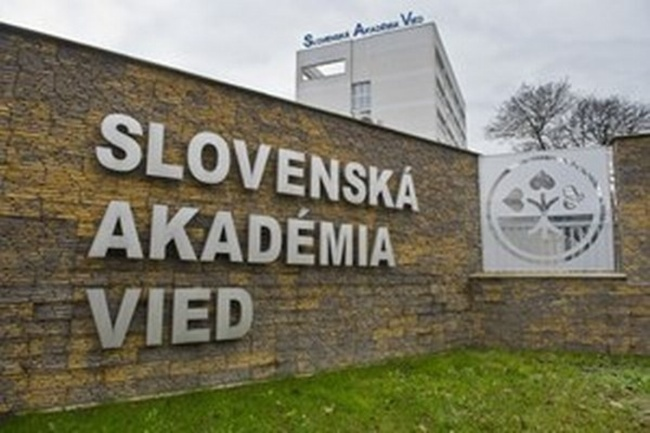 Slovenská Akadémia Vied
SLOVENSKÁ
AKADÉMIA
VIED